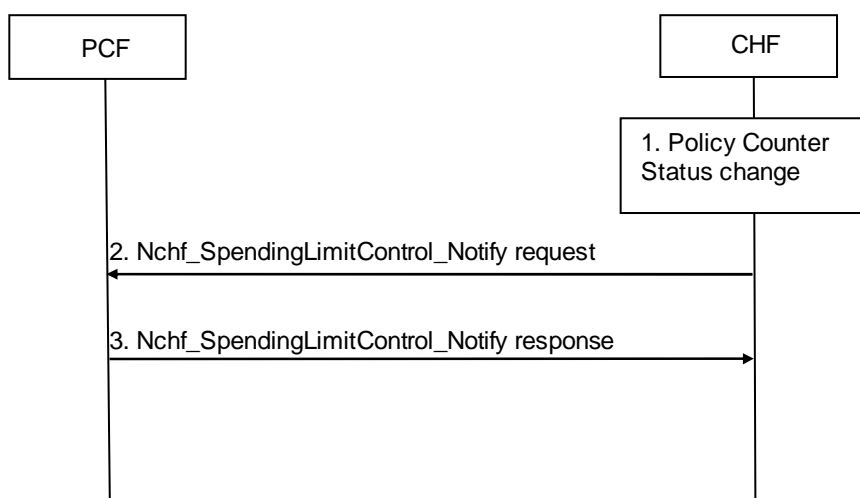 PCF
CHF
1. Policy Counter
Status change
2. Nchf_SpendingLimitControl_Notify request
3. Nchf_SpendingLimitControl_Notify response